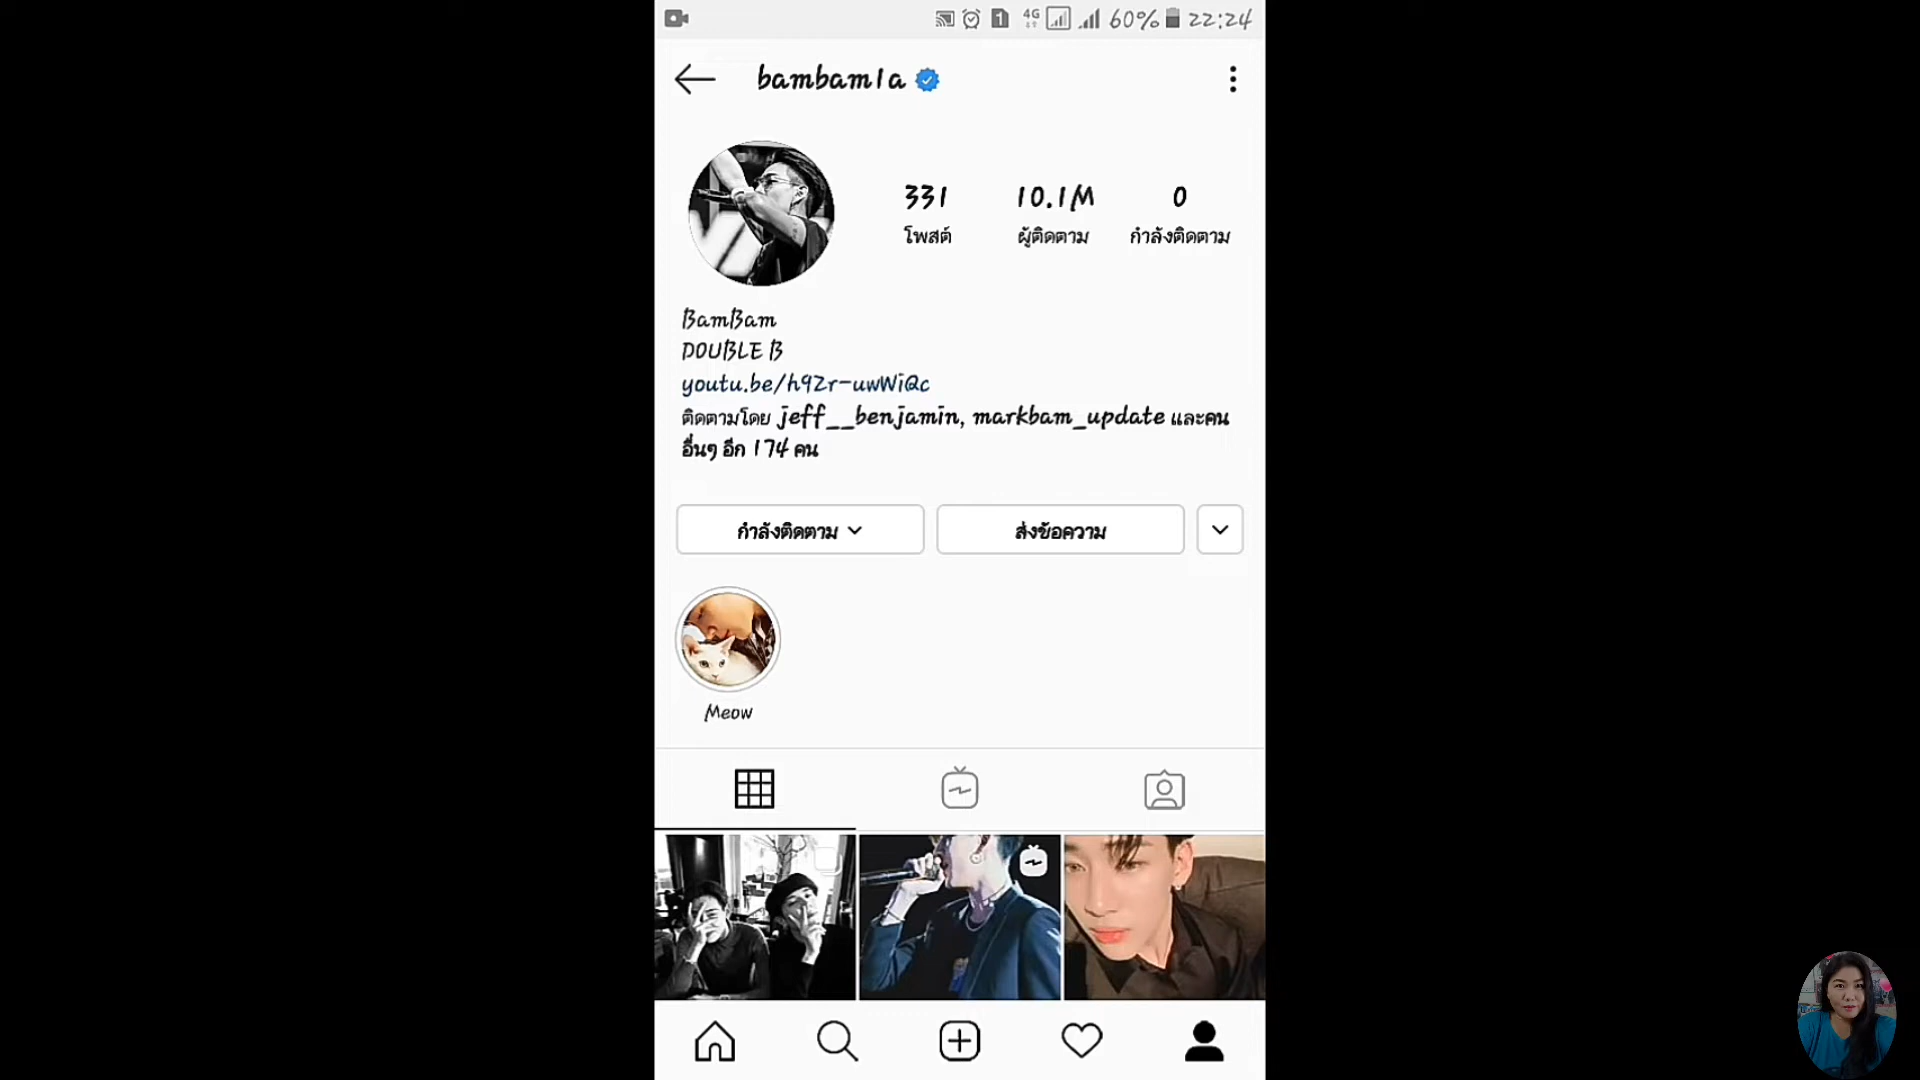 4G 60% 22:24
bambam1a
331 10.1M 0
โพสต์ ผู้ติดตาม กำลังติดตาม
BamBam
DOUBLE B
youtu.be/h9Zr-uwWiQc
ติดตามโดย jeff__benjamin, markbam_update และคน
อื่นๆ อีก 174 คน
กำลังติดตาม ส่งข้อความ
Meow